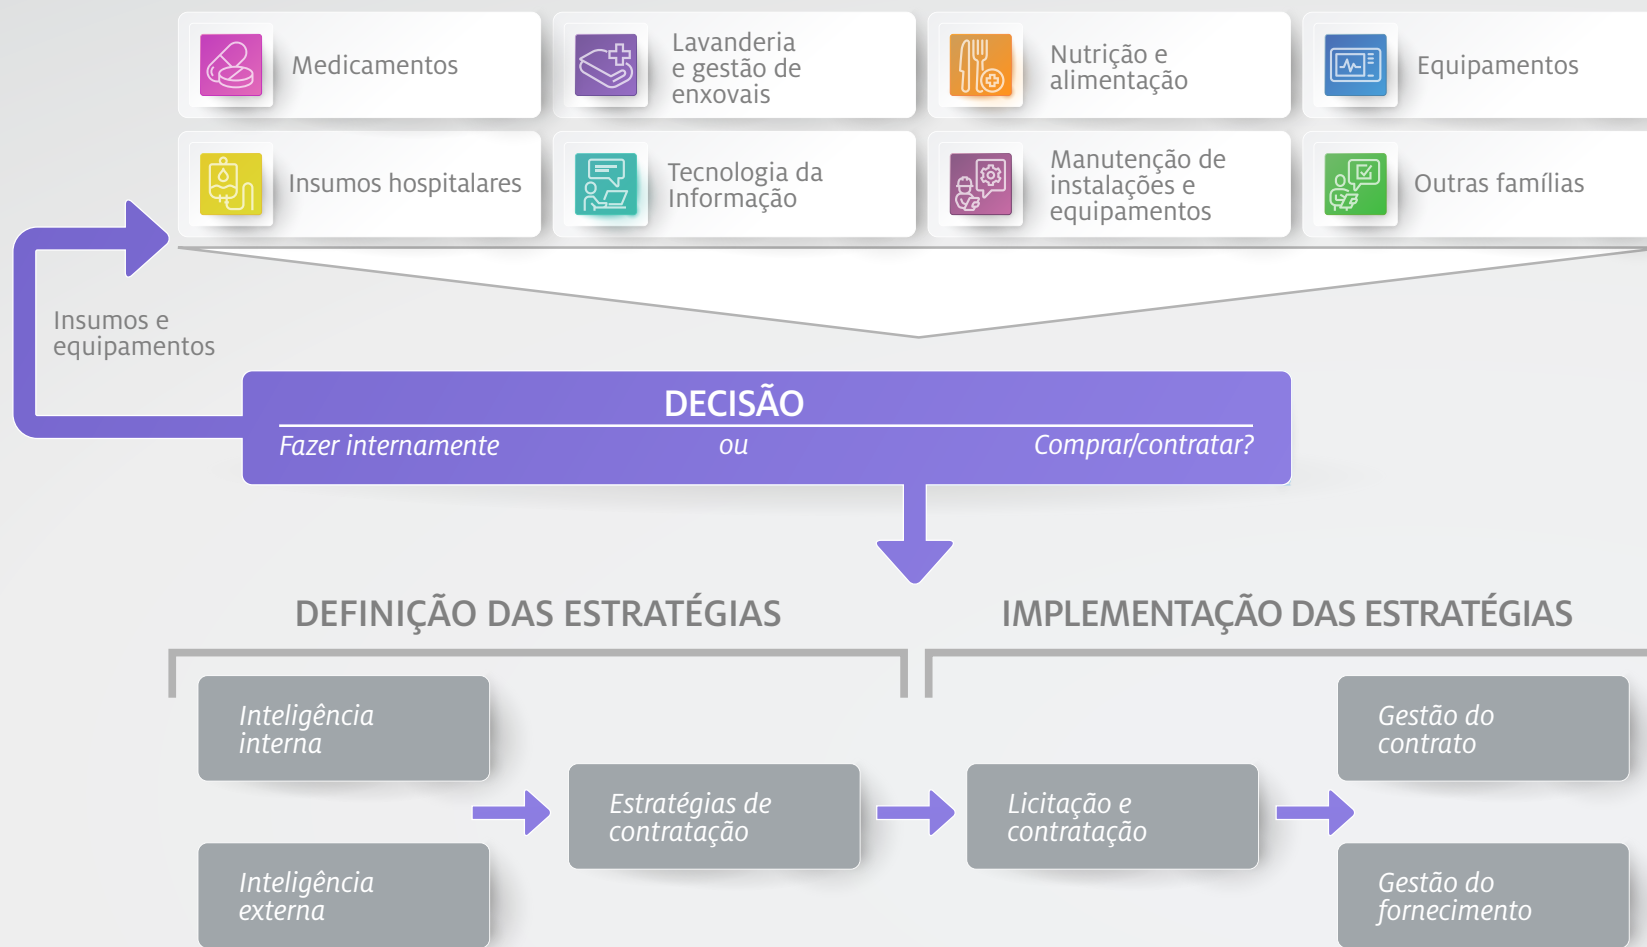 Medicamentos
Lavanderia
e gestão de
enxovais
Nutrição e
alimentação
Equipamentos
Insumos hospitalares
Tecnologia da
Informação
Manutenção de
instalações e
equipamentos
Outras famílias
Insumos e
equipamentos
DECISÃO
Fazer internamente ou Comprar/contratar?
DEFINIÇÃO DAS ESTRATÉGIAS
IMPLEMENTAÇÃO DAS ESTRATÉGIAS
Inteligência
interna
Inteligência
externa
Estratégias de
contratação
Licitação e
contratação
Gestão do
contrato
Gestão do
fornecimento